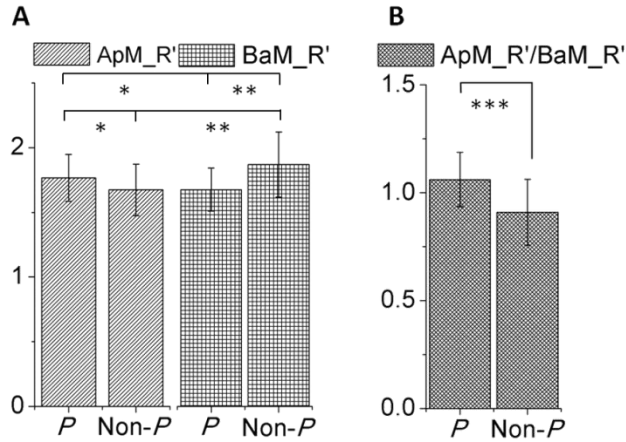 A
ApM_R' BaM_R'
* **
* **
2
1
0
P Non-P P Non-P
B
ApM_R'/BaM_R'
1.5
***
1.0
0.5
0.0
P Non-P